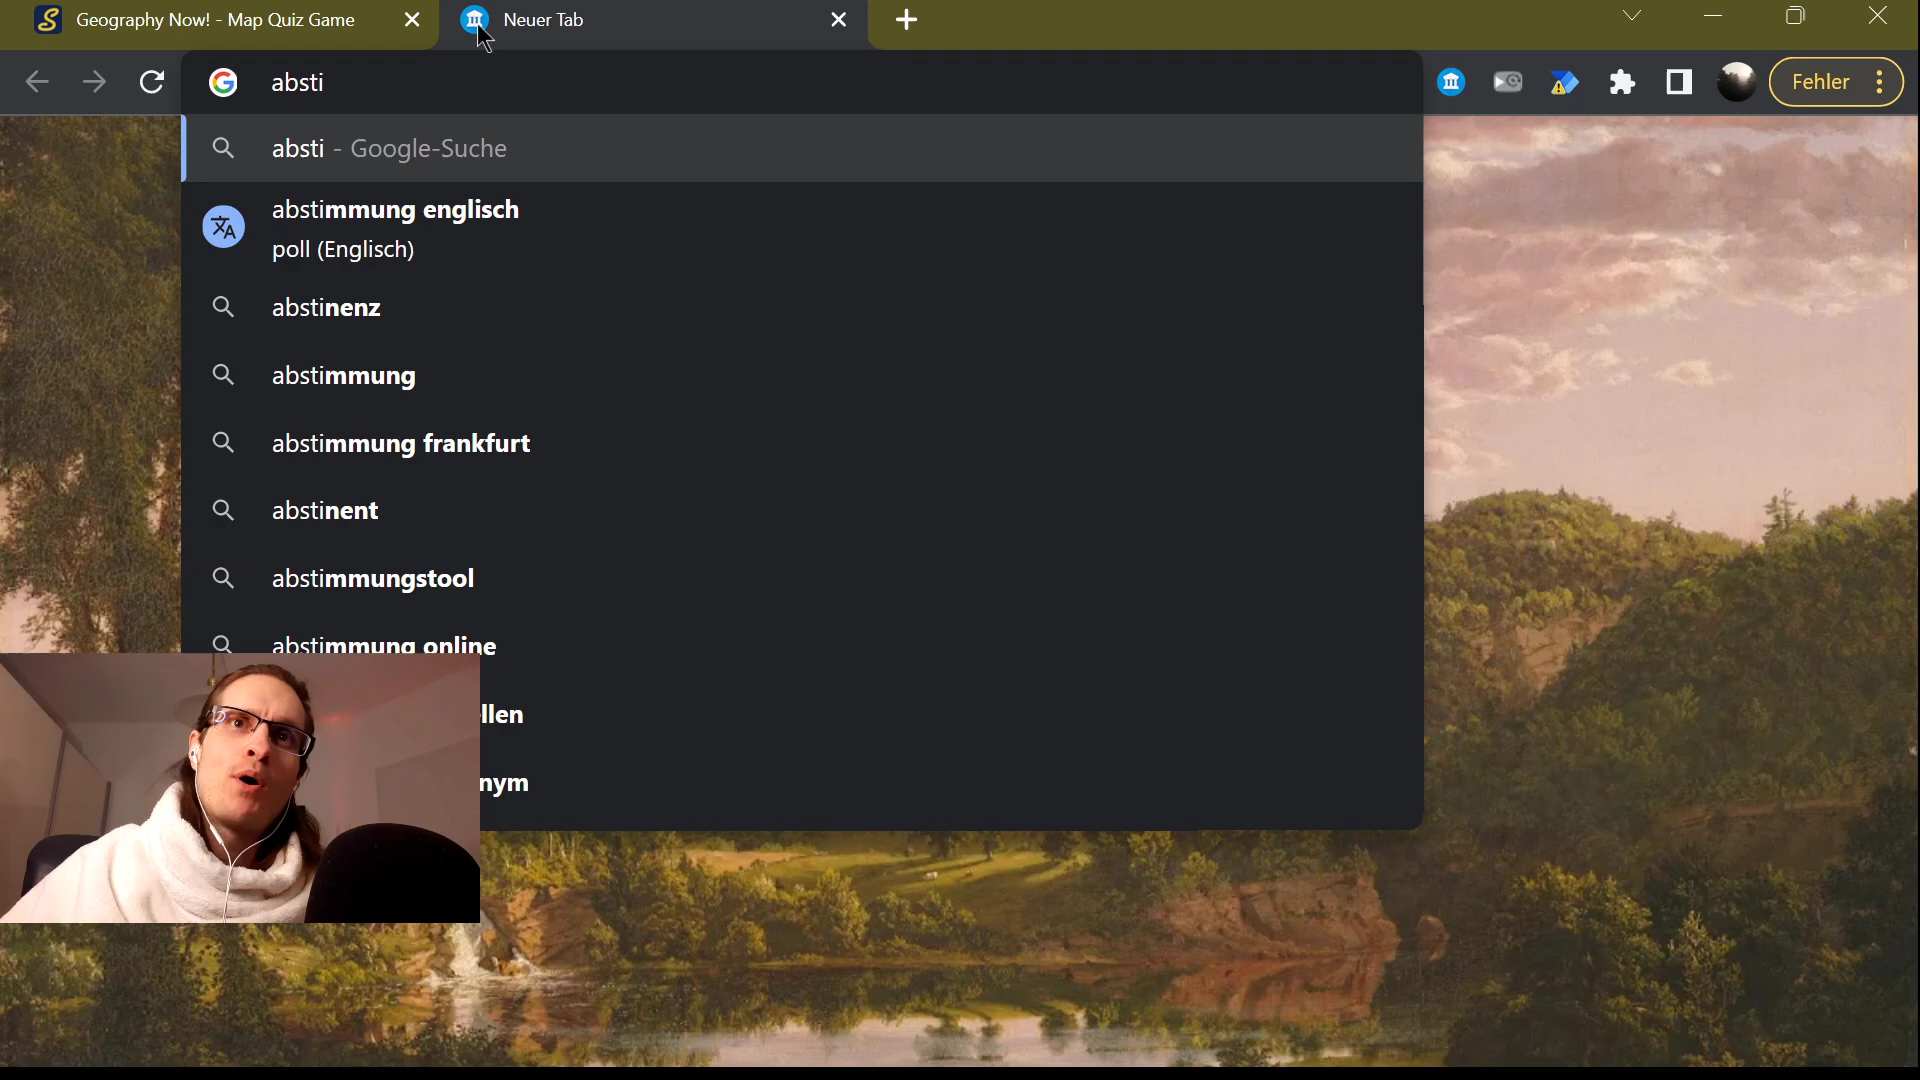 Geography Now! - Map Quiz Game
Neuer Tab
absti
Fehler
absti - Google-Suche
abstimmung englisch
poll (Englisch)
abstinenz
abstimmung
abstimmung frankfurt
abstinent
abstimmungstool
abstimmung online
llen
nym